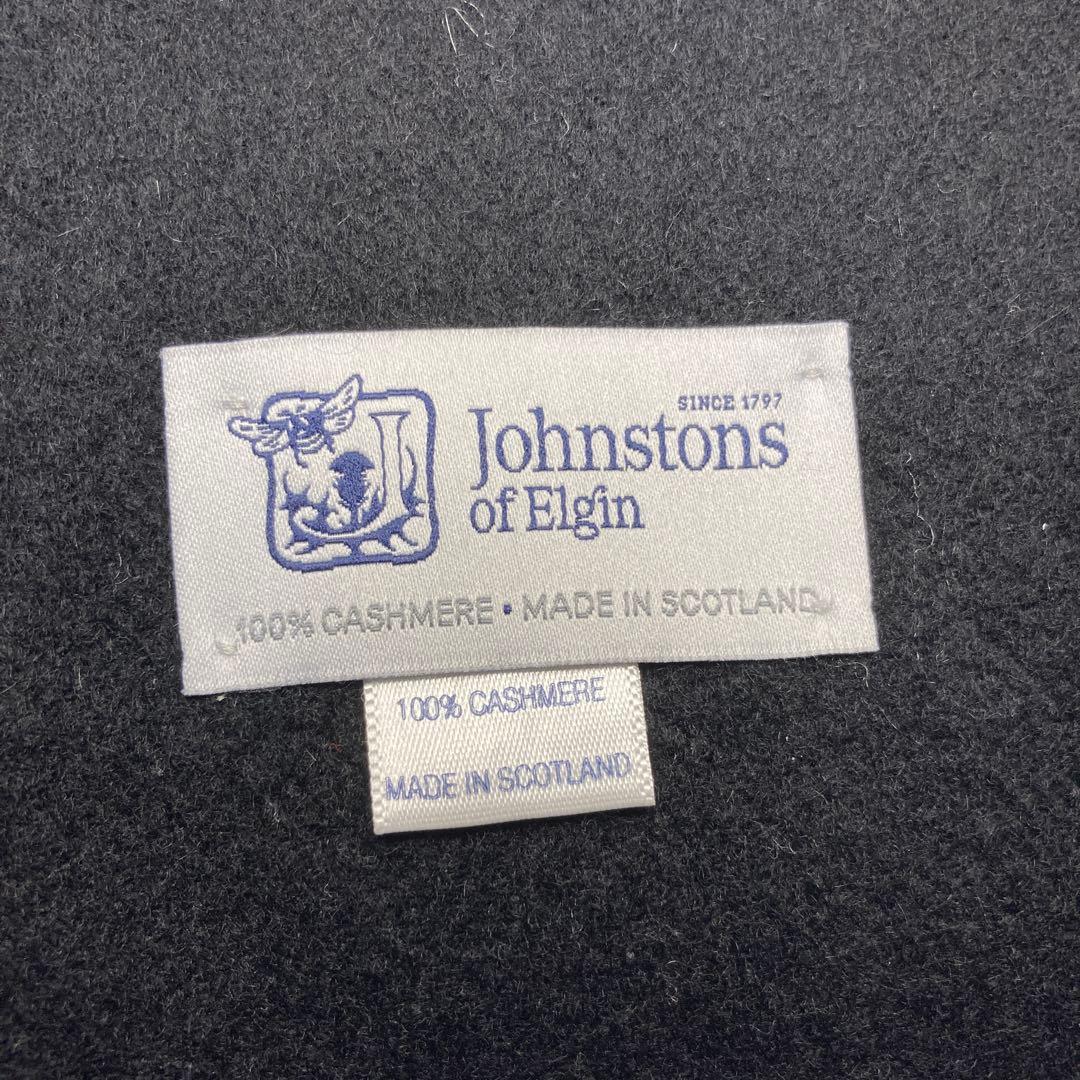 SINCE 1797
Johnstons
of Elgin
100% CASHMERE • MADE IN SCOTLAND
100% CASHMERE
MADE IN SCOTLAND